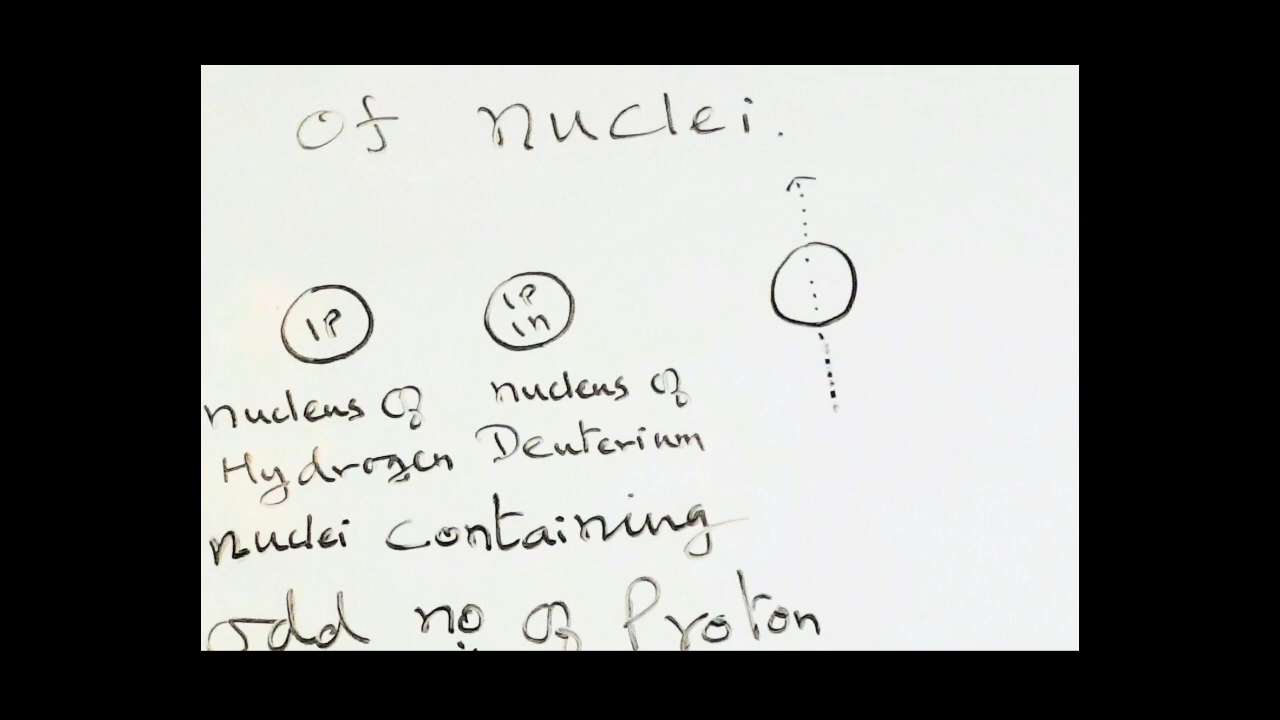 of nuclei.
1P
1P
1n
nucleus of
Hydrogen
nucleus of
Deuterium
nuclei containing
odd no of Proton